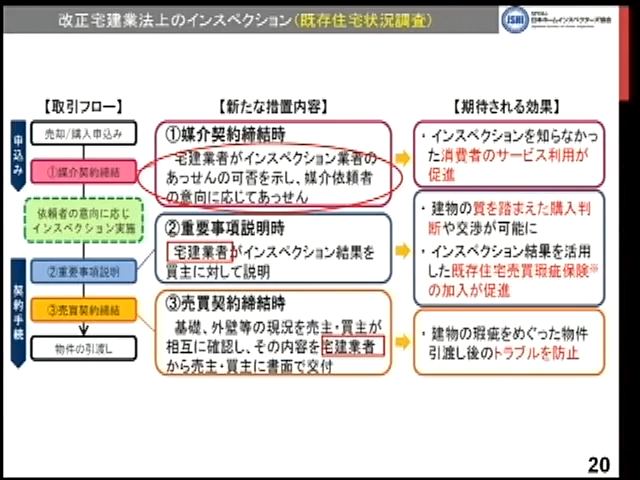 改正宅建業法上のインスペクション(既存住宅状況調査)
JSHI
日本ホームインスペクターズ協会
【取引フロー】
【新たな措置内容】
【期待される効果】
申込み
売却/購入申込み
①媒介契約締結
依頼者の意向に応じ
インスペクション実施
契約手続
②重要事項説明
③売買契約締結
物件の引渡し
①媒介契約締結時
宅建業者がインスペクション業者の
あっせんの可否を示し、媒介依頼者
の意向に応じてあっせん
②重要事項説明時
宅建業者がインスペクション結果を
買主に対して説明
③売買契約締結時
基礎、外壁等の現況を売主・買主が
相互に確認し、その内容を宅建業者
から売主・買主に書面で交付
・インスペクションを知らなかっ
た消費者のサービス利用が
促進
・建物の質を踏まえた購入判
断や交渉が可能に
・インスペクション結果を活用
した既存住宅売買瑕疵保険※
の加入が促進
・建物の瑕疵をめぐった物件
引渡し後のトラブルを防止
20